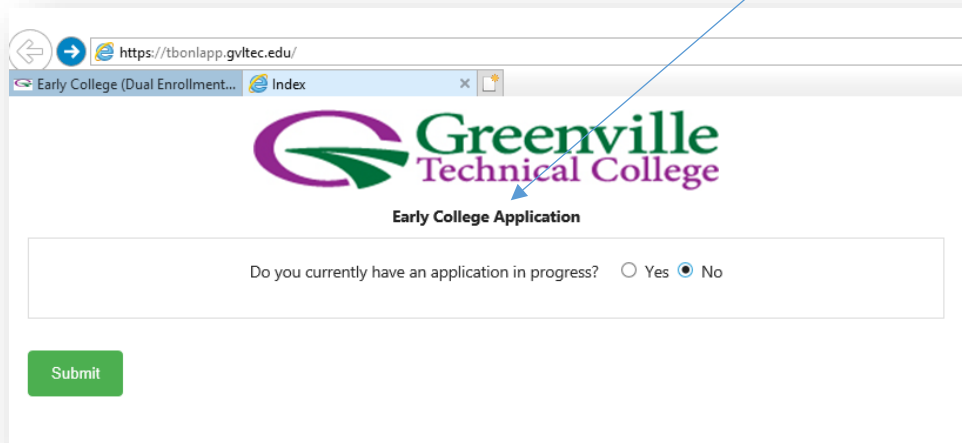 https://tbonlapp.gvltec.edu/
Early College (Dual Enrollment... Index
Greenville
Technical College
Early College Application
Do you currently have an application in progress? Yes No
Submit